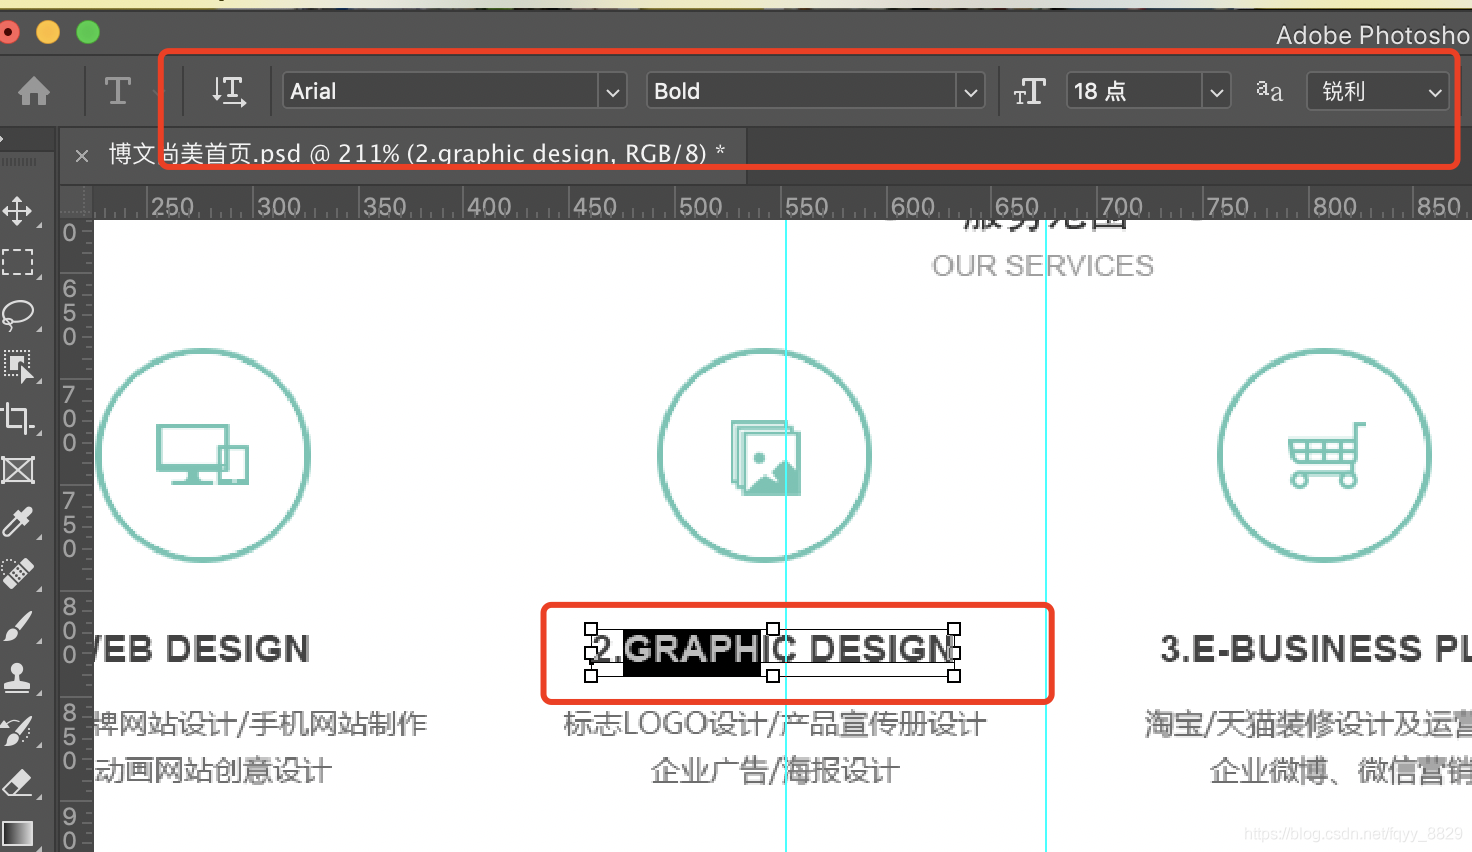 Adobe Photosho
T Arial Bold 18 点 aa 锐利
博文尚美首页.psd @ 211% (2.graphic design, RGB/8) *
250 300 350 400 450 500 550 600 650 700 750 800 850
0
650
700
750
800
850
90
服务范围
OUR SERVICES
WEB DESIGN
2.GRAPHIC DESIGN
3.E-BUSINESS PL
牌网站设计/手机网站制作
动画网站创意设计
标志LOGO设计/产品宣传册设计
企业广告/海报设计
淘宝/天猫装修设计及运营
企业微博、微信营销
https://blog.csdn.net/fqyy_8829